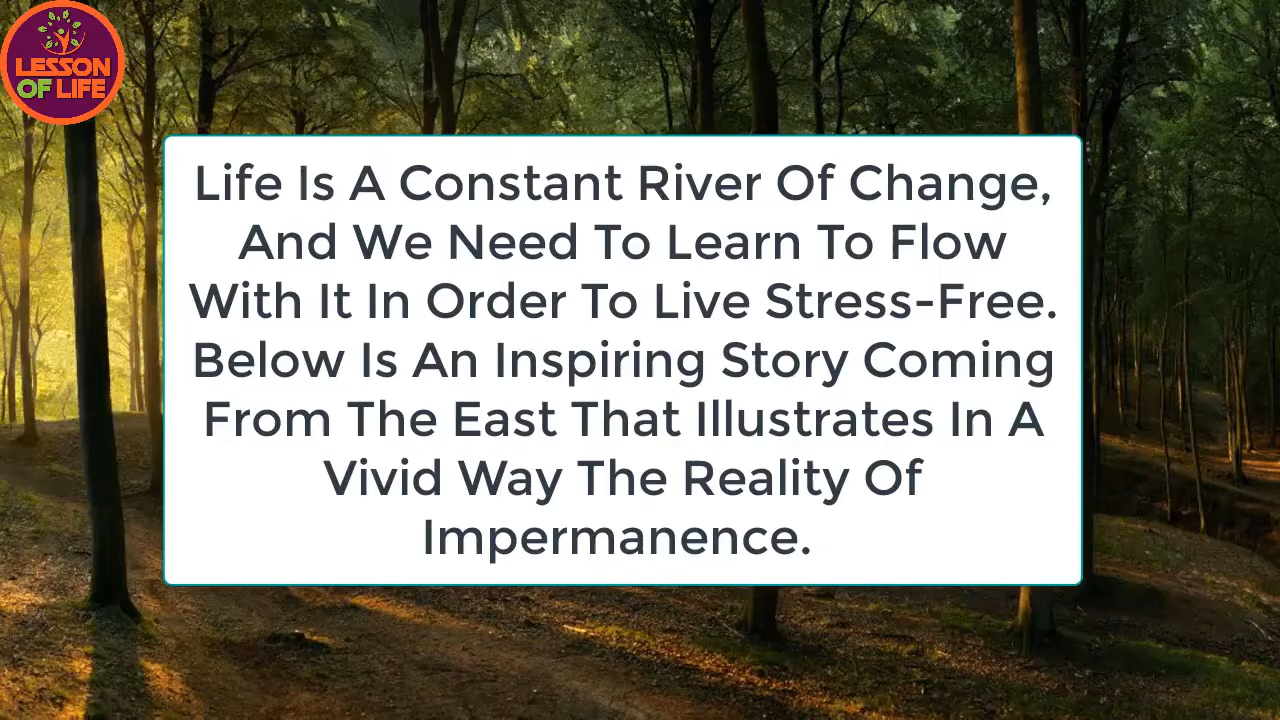 LESSON
OF LIFE
Life Is A Constant River Of Change,
And We Need To Learn To Flow
With It In Order To Live Stress-Free.
Below Is An Inspiring Story Coming
From The East That Illustrates In A
Vivid Way The Reality Of
Impermanence.